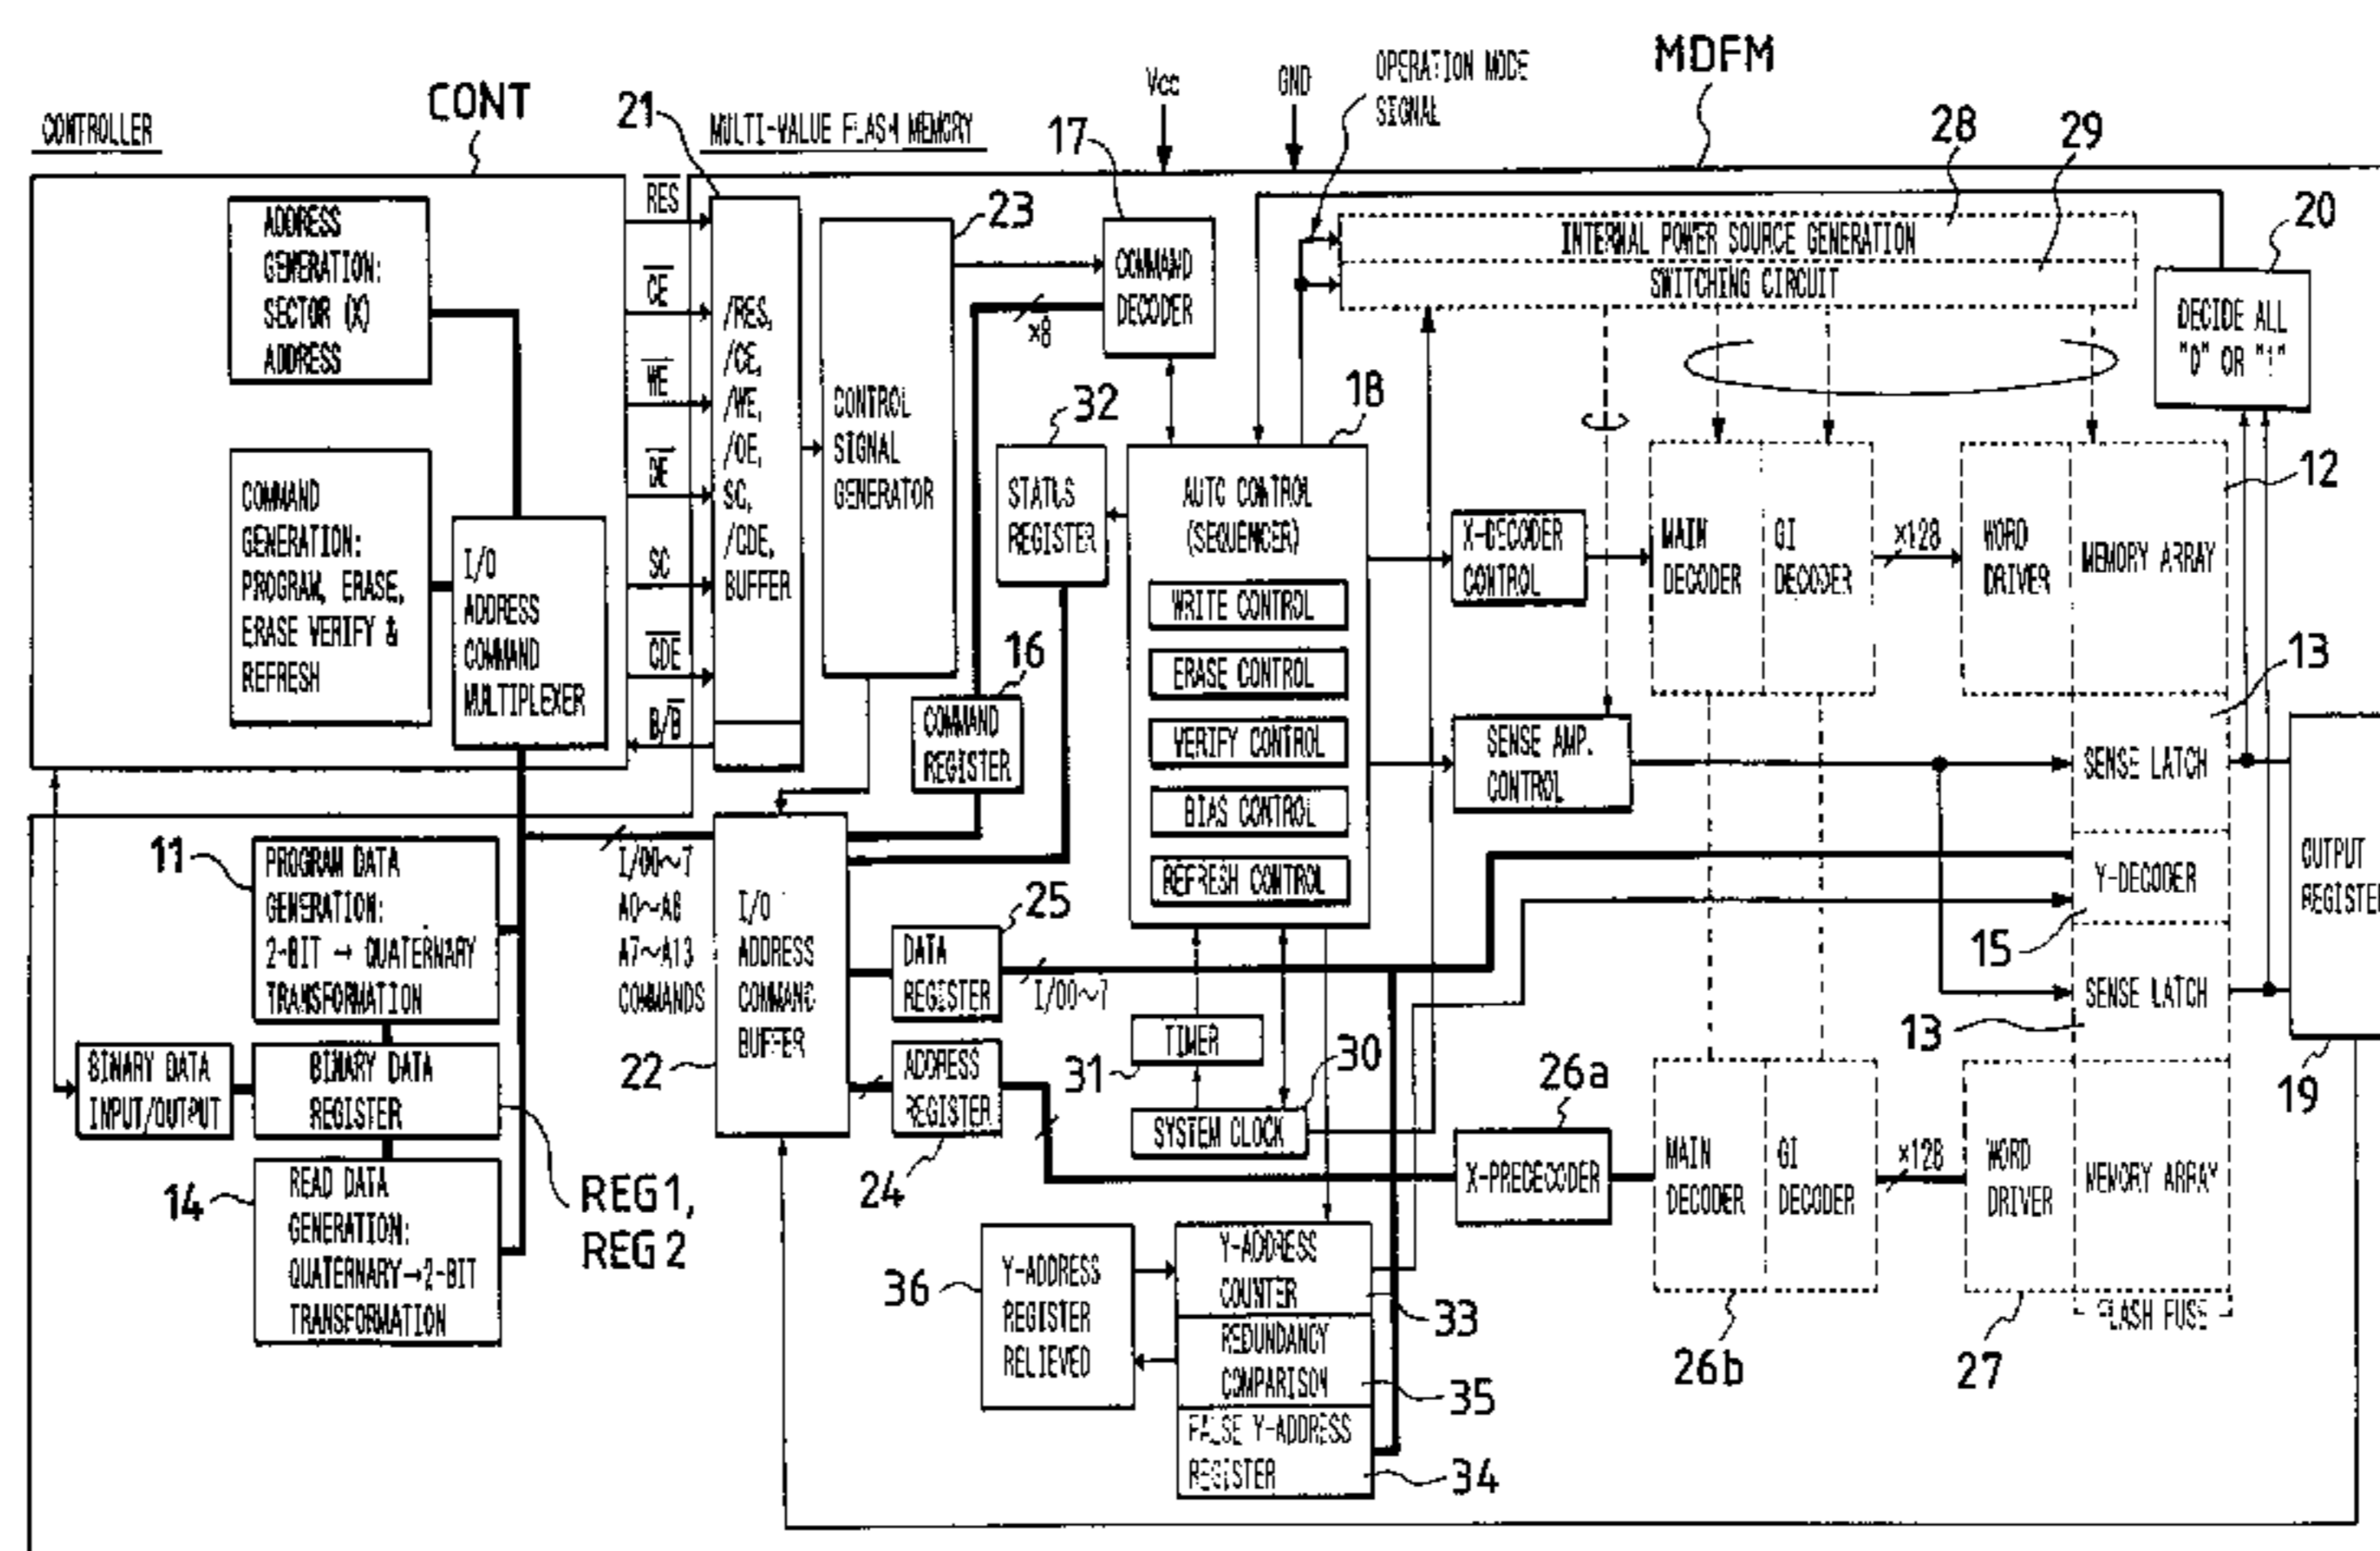 CONTROLLER
CONT
21
MULTI-VALUE FLASH MEMORY
17
Vcc
GND
OPERATION MODE
SIGNAL
MDFM
28
29
ADDRESS
GENERATION:
SECTOR (X)
ADDRESS
COMMAND
GENERATION:
PROGRAM, ERASE,
ERASE VERIFY &
REFRESH
I/O
ADDRESS
COMMAND
MULTIPLEXER
RES
CE
WE
OE
SC
CDE
B/B
/RES,
/CE,
/WE,
/OE,
SC,
/CDE,
BUFFER
23
CONTROL
SIGNAL
GENERATOR
COMMAND
DECODER
×8
32
STATUS
REGISTER
16
COMMAND
REGISTER
18
AUTO CONTROL
(SEQUENCER)
WRITE CONTROL
ERASE CONTROL
VERIFY CONTROL
BIAS CONTROL
REFRESH CONTROL
INTERNAL POWER SOURCE GENERATION
SWITCHING CIRCUIT
20
DECIDE ALL
"0" OR "1"
X-DECODER
CONTROL
MAIN
DECODER
GI
DECODER
×128
WORD
DRIVER
MEMORY ARRAY
12
13
SENSE AMP.
CONTROL
SENSE LATCH
Y-DECODER
15
SENSE LATCH
13
OUTPUT
REGISTER
19
11
PROGRAM DATA
GENERATION:
2-BIT → QUATERNARY
TRANSFORMATION
BINARY DATA
INPUT/OUTPUT
BINARY DATA
REGISTER
14
READ DATA
GENERATION:
QUATERNARY→2-BIT
TRANSFORMATION
REG1,
REG2
I/O0~7
A0~A8
A7~A13
COMMANDS
22
I/O
ADDRESS
COMMAND
BUFFER
25
DATA
REGISTER
I/O0~7
ADDRESS
REGISTER
24
TIMER
31
30
SYSTEM CLOCK
26a
X-PREDECODER
MAIN
DECODER
GI
DECODER
×128
WORD
DRIVER
MEMORY ARRAY
FLASH FUSE
26b
27
36
Y-ADDRESS
REGISTER
RELIEVED
Y-ADDRESS
COUNTER
33
REDUNDANCY
COMPARISON
35
FALSE Y-ADDRESS
REGISTER
34